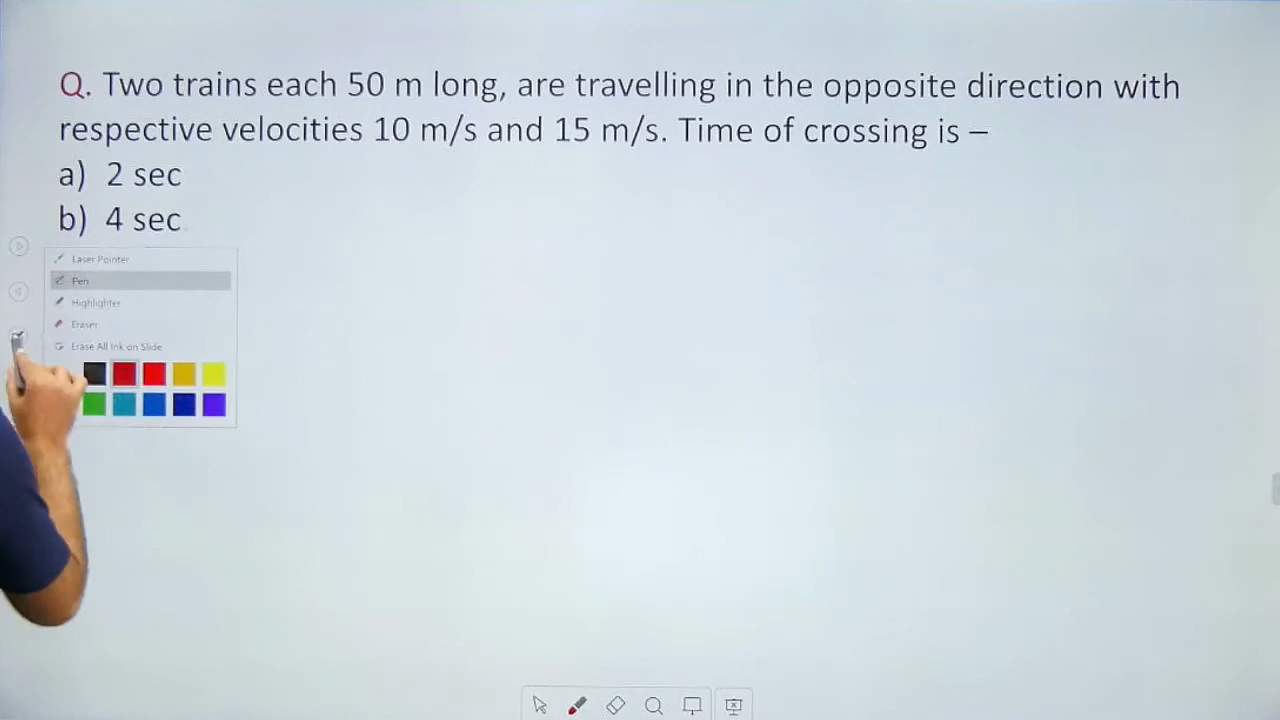 Q. Two trains each 50 m long, are travelling in the opposite direction with
respective velocities 10 m/s and 15 m/s. Time of crossing is –
a) 2 sec
b) 4 sec
Laser Pointer
Pen
Highlighter
Eraser
Erase All Ink on Slide